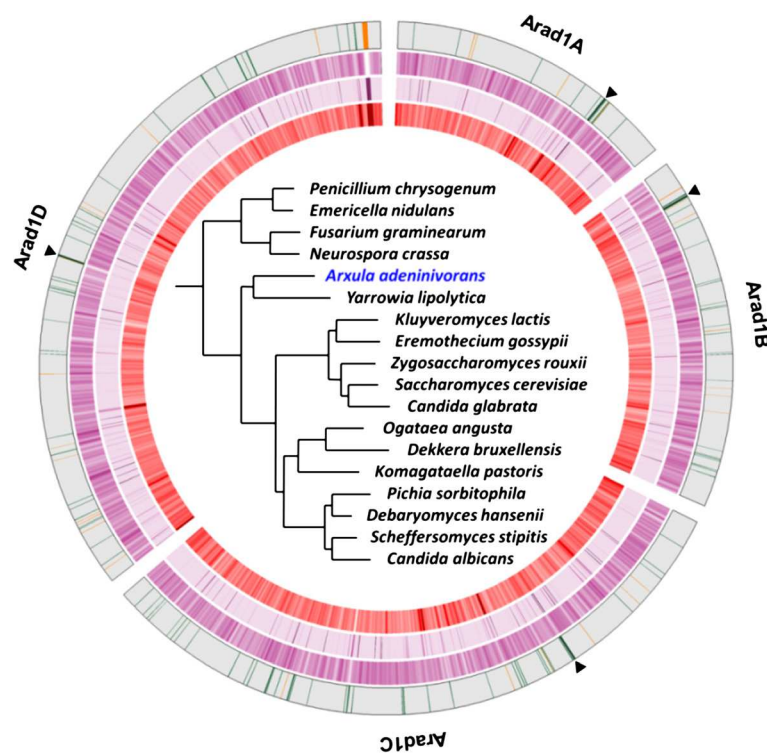 Arad1A
Arad1B
Arad1C
Arad1D
Penicillium chrysogenum
Emericella nidulans
Fusarium graminearum
Neurospora crassa
Arxula adeninivorans
Yarrowia lipolytica
Kluyveromyces lactis
Eremothecium gossypii
Zygosaccharomyces rouxii
Saccharomyces cerevisiae
Candida glabrata
Ogataea angusta
Dekkera bruxellensis
Komagataella pastoris
Pichia sorbitophila
Debaryomces hansenii
Scheffersomyces stipitis
Candida albicans